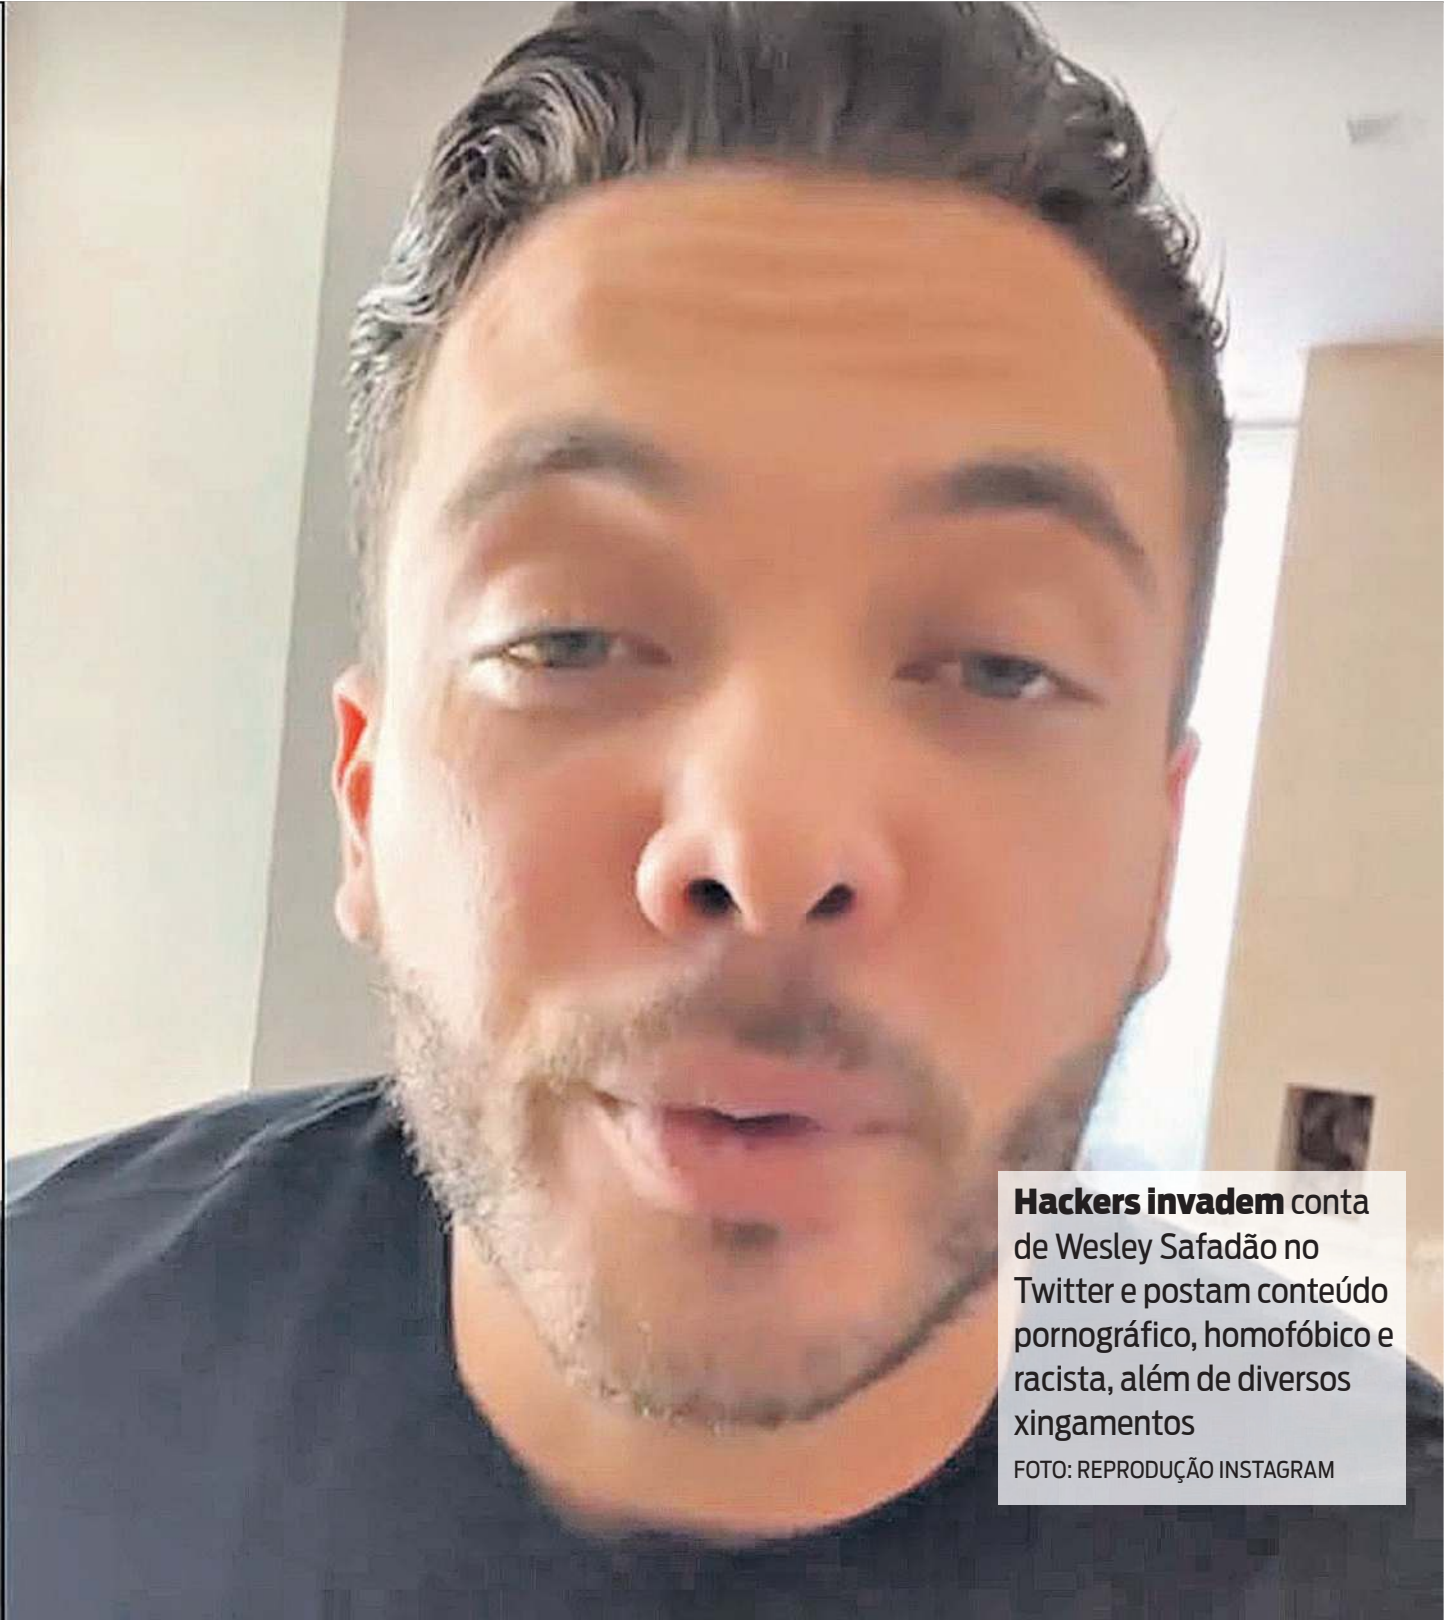 Hackers invadem conta
de Wesley Safadão no
Twitter e postam conteúdo
pornográfico, homofóbico e
racista, além de diversos
xingamentos
FOTO: REPRODUÇÃO INSTAGRAM